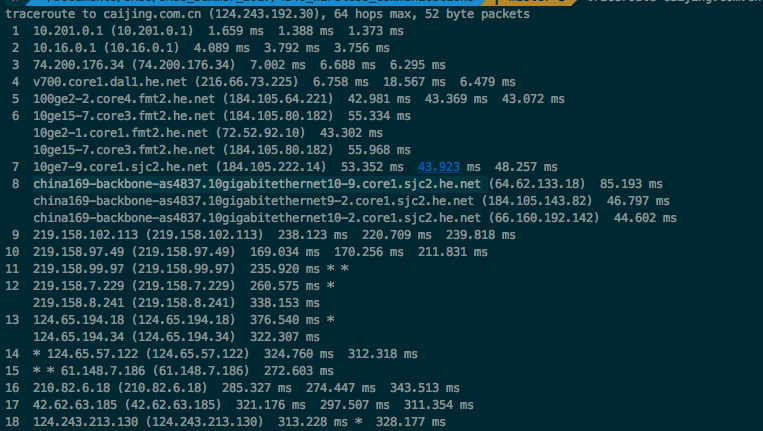 traceroute to caijing.com.cn (124.243.192.30), 64 hops max, 52 byte packets
1 10.201.0.1 (10.201.0.1) 1.659 ms 1.388 ms 1.373 ms
2 10.16.0.1 (10.16.0.1) 4.089 ms 3.792 ms 3.756 ms
3 74.200.176.34 (74.200.176.34) 7.002 ms 6.688 ms 6.295 ms
4 v700.core1.dal1.he.net (216.66.73.225) 6.758 ms 18.567 ms 6.479 ms
5 100ge2-2.core4.fmt2.he.net (184.105.64.221) 42.981 ms 43.369 ms 43.072 ms
6 10ge15-7.core3.fmt2.he.net (184.105.80.182) 55.334 ms
10ge2-1.core1.fmt2.he.net (72.52.92.10) 43.302 ms
10ge15-7.core3.fmt2.he.net (184.105.80.182) 55.968 ms
7 10ge7-9.core1.sjc2.he.net (184.105.222.14) 53.352 ms 43.923 ms 48.257 ms
8 china169-backbone-as4837.10gigabitethernet10-9.core1.sjc2.he.net (64.62.133.18) 85.193 ms
china169-backbone-as4837.10gigabitethernet9-2.core1.sjc2.he.net (184.105.143.82) 46.797 ms
china169-backbone-as4837.10gigabitethernet10-2.core1.sjc2.he.net (66.160.192.142) 44.602 ms
9 219.158.102.113 (219.158.102.113) 238.123 ms 220.709 ms 239.818 ms
10 219.158.97.49 (219.158.97.49) 169.034 ms 170.256 ms 211.831 ms
11 219.158.99.97 (219.158.99.97) 235.920 ms * *
12 219.158.7.229 (219.158.7.229) 260.575 ms *
219.158.8.241 (219.158.8.241) 338.153 ms
13 124.65.194.18 (124.65.194.18) 376.540 ms *
124.65.194.34 (124.65.194.34) 322.307 ms
14 * 124.65.57.122 (124.65.57.122) 324.760 ms 312.318 ms
15 * * 61.148.7.186 (61.148.7.186) 272.603 ms
16 210.82.6.18 (210.82.6.18) 285.327 ms 274.447 ms 343.513 ms
17 42.62.63.185 (42.62.63.185) 321.176 ms 297.507 ms 311.354 ms
18 124.243.213.130 (124.243.213.130) 313.228 ms * 328.177 ms